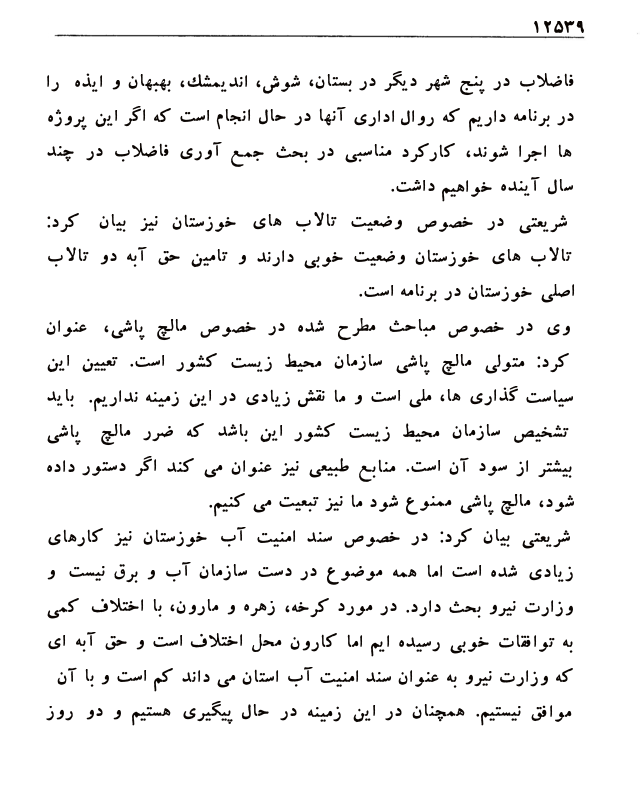 ۱۲۵۳۹
فاضلاب در پنج شهر دیگر در بستان، شوش، اندیمشك، بهبهان و ایذه را
در برنامه داریم که روال اداری آنها در حال انجام است که اگر این پروژه
ها اجرا شوند، کارکرد مناسبی در بحث جمع آوری فاضلاب در چند
سال آینده خواهیم داشت.
شریعتی در خصوص وضعیت تالاب های خوزستان نیز بیان کرد:
تالاب های خوزستان وضعیت خوبی دارند و تامین حق آبه دو تالاب
اصلی خوزستان در برنامه است.
وی در خصوص مباحث مطرح شده در خصوص مالچ پاشی، عنوان
کرد: متولی مالچ پاشی سازمان محیط زیست کشور است. تعیین این
سیاست گذاری ها، ملی است و ما نقش زیادی در این زمینه نداریم. باید
تشخیص سازمان محیط زیست کشور این باشد که ضرر مالچ پاشی
بیشتر از سود آن است. منابع طبیعی نیز عنوان می کند اگر دستور داده
شود، مالچ پاشی ممنوع شود ما نیز تبعیت می کنیم.
شریعتی بیان کرد: در خصوص سند امنیت آب خوزستان نیز کارهای
زیادی شده است اما همه موضوع در دست سازمان آب و برق نیست و
وزارت نیرو بحث دارد. در مورد کرخه، زهره و مارون، با اختلاف کمی
به توافقات خوبی رسیده ایم اما کارون محل اختلاف است و حق آبه ای
که وزارت نیرو به عنوان سند امنیت آب استان می داند کم است و با آن
موافق نیستیم. همچنان در این زمینه در حال پیگیری هستیم و دو روز